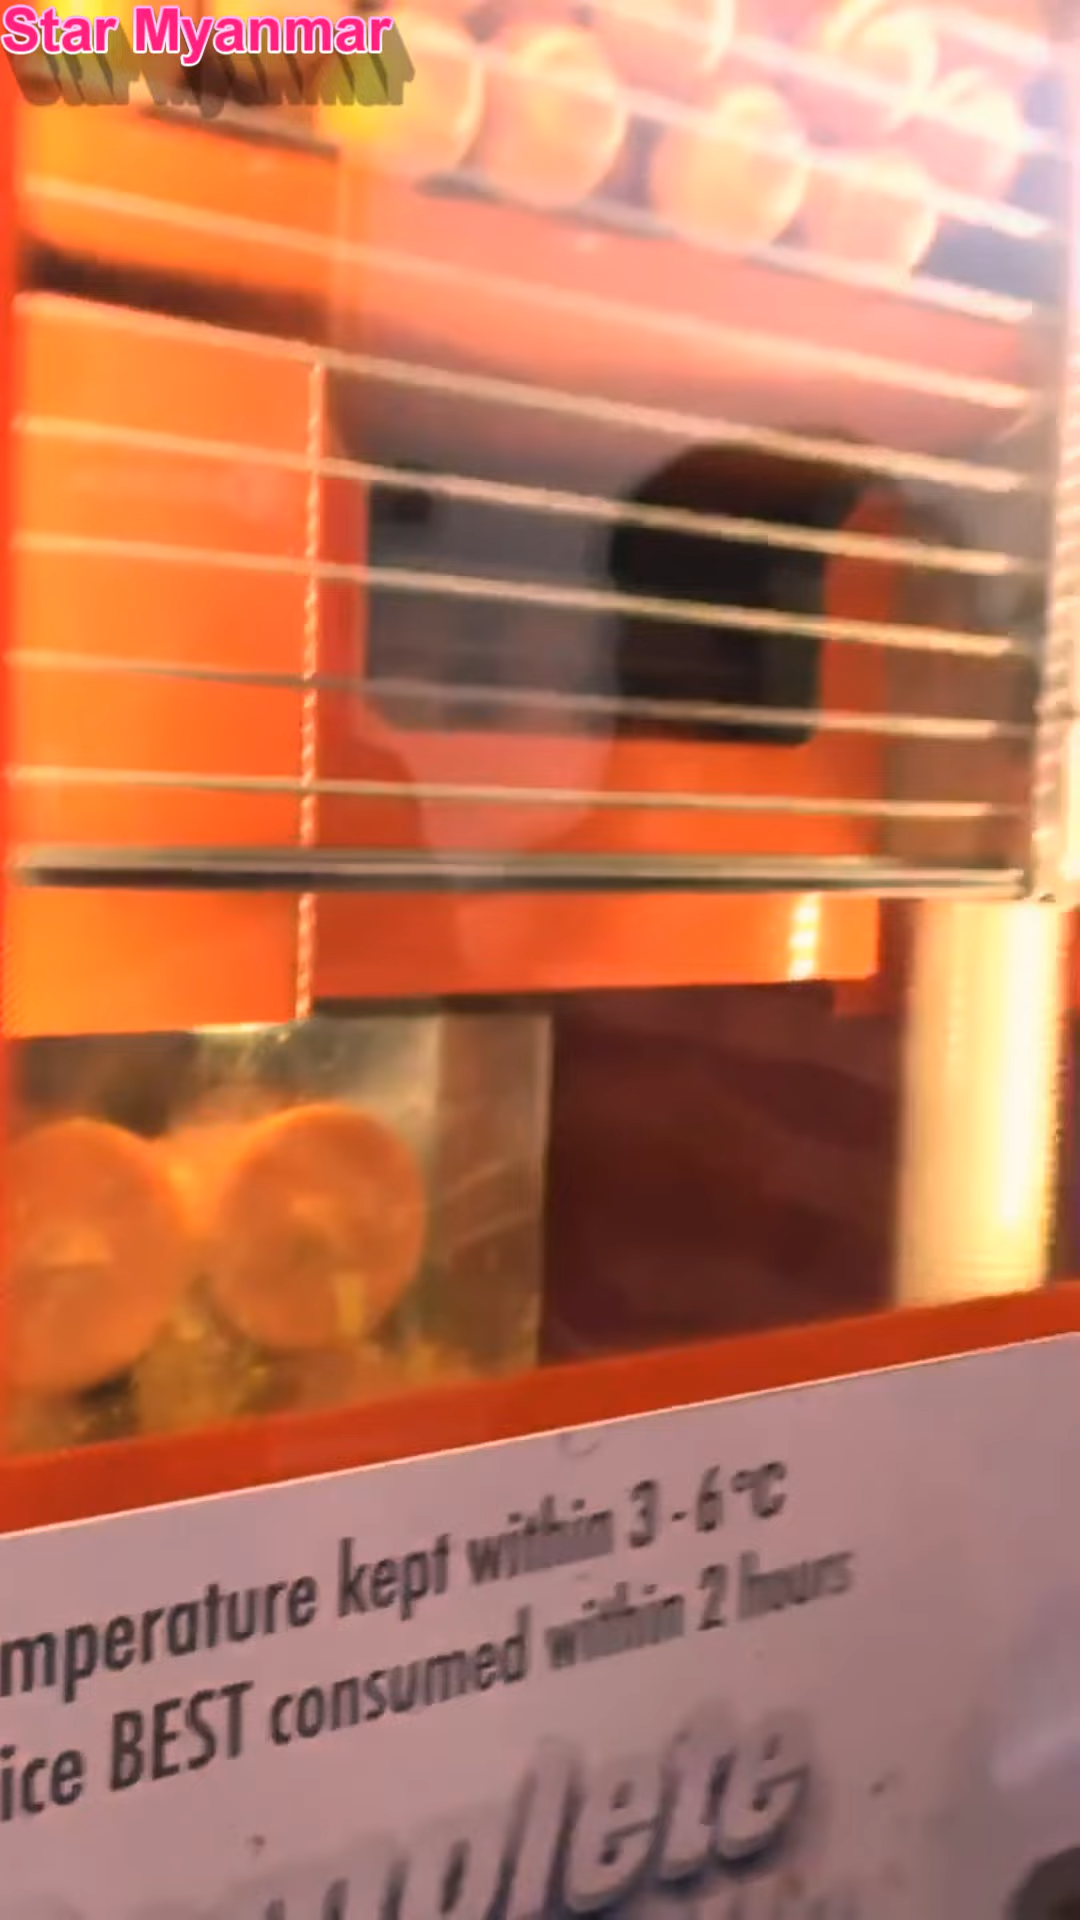 Star Myanmar
mperature kept within 3-6°C
ice BEST consumed within 2 hours